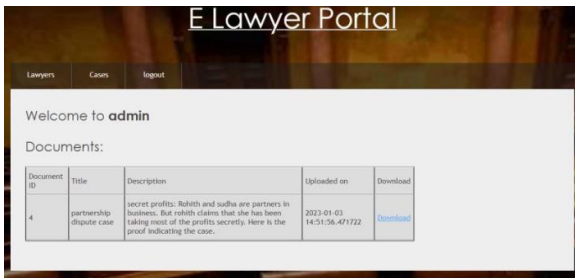 E Lawyer Portal
Lawyers Cases logout
Welcome to admin
Documents:
Document ID Title Description Uploaded on Download
4 partnership dispute case secret profits: Rohith and sudha are partners in business. But rohith claims that she has been taking most of the profits secretly. Here is the proof indicating the case. 2023-01-03 14:51:56.471722 Download